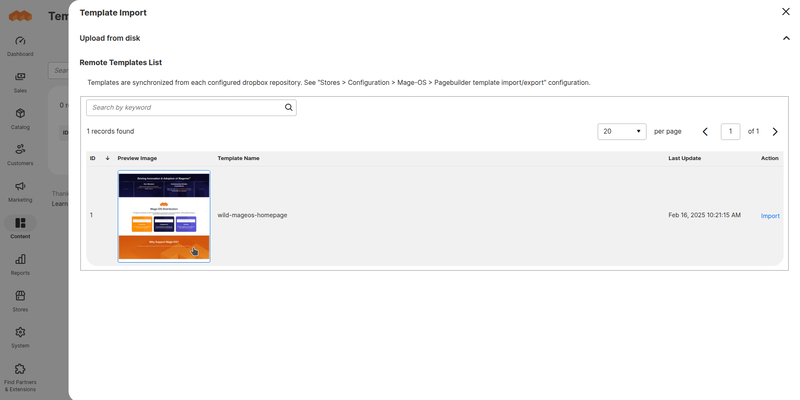 Tem
Template Import
Upload from disk
Dashboard
Remote Templates List
Sear
Templates are synchronized from each configured dropbox repository. See "Stores > Configuration > Mage-OS > Pagebuilder template import/export" configuration.
Sales
Search by keyword
0 r
Catalog
1 records found
20
per page
1
of 1
ID
Customers
ID
Preview Image
Template Name
Last Update
Action
Marketing
Thank
Learn
1
wild-mageos-homepage
Feb 16, 2025 10:21:15 AM
Import
Content
Reports
Stores
System
Find Partners
& Extensions